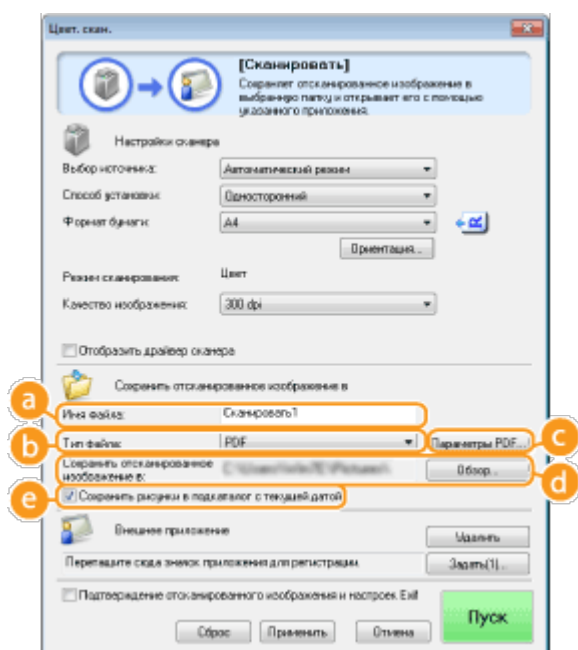 Цвет. скан.
[Сканировать]
Сохраняет отсканированное изображение в
выбранную папку и открывает его с помощью
указанного приложения.
Настройки сканера
Выбор источника: Автоматический режим
Способ установки: Односторонний
Формат бумаги: A4
Ориентация...
Режим сканирования: Цвет
Качество изображения: 300 dpi
Отобразить драйвер сканера
Сохранить отсканированное изображение в
a
Имя файла: Сканировать1
b
Тип файла: PDF Параметры PDF...
c
Сохранить отсканированное
изображение в: Обзор...
d
e
Сохранить рисунки в подкаталог с текущей датой
Внешнее приложение
Удалить
Перетащите сюда значок приложения для регистрации. Задать(1)...
Подтверждение отсканированного изображения и настроек Exif
Сброс Применить Отмена Пуск